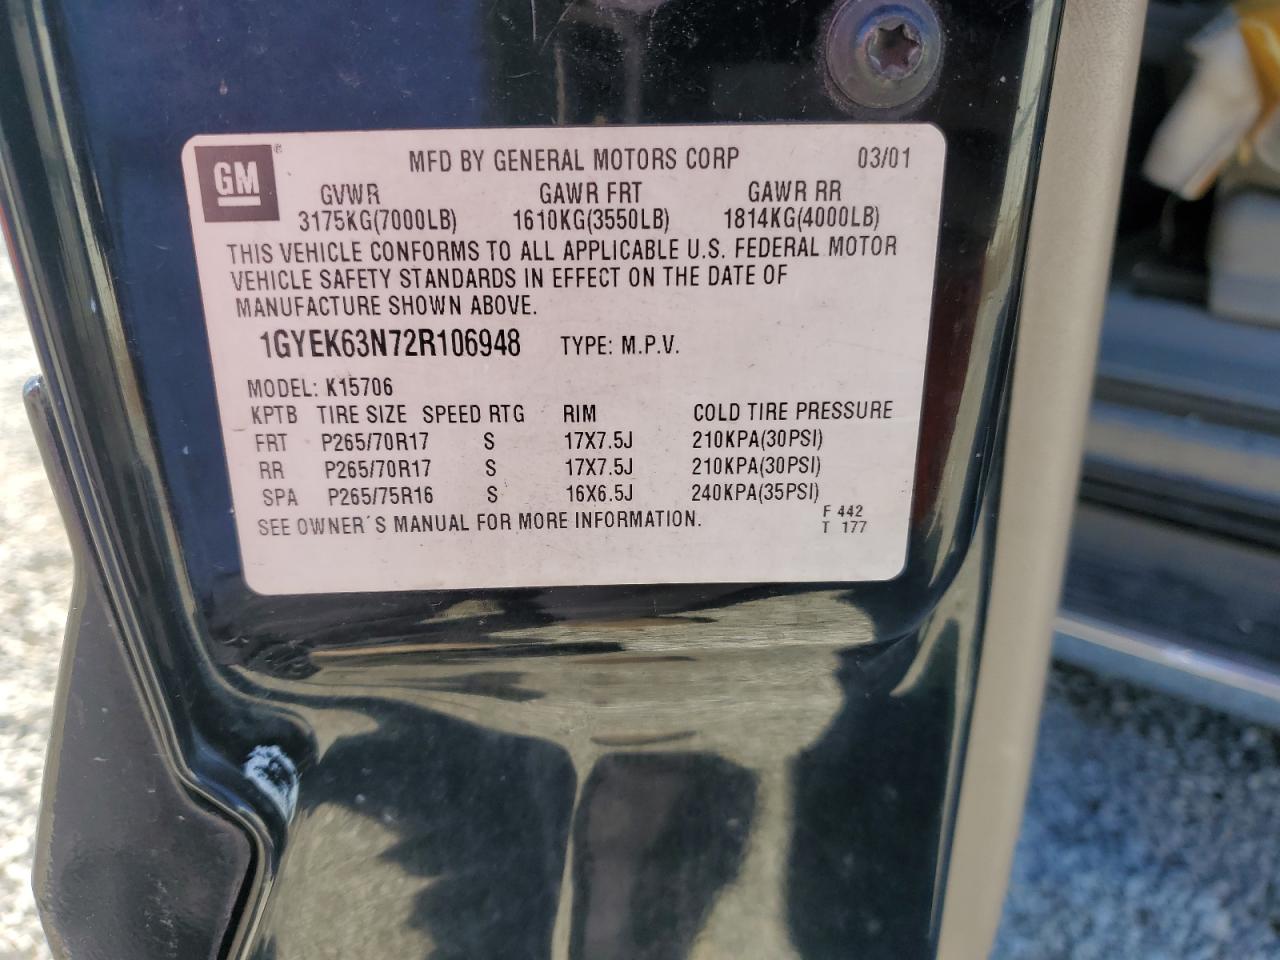 GM ® MFD BY GENERAL MOTORS CORP 03/01
GVWR GAWR FRT GAWR RR
3175KG(7000LB) 1610KG(3550LB) 1814KG(4000LB)
THIS VEHICLE CONFORMS TO ALL APPLICABLE U.S. FEDERAL MOTOR
VEHICLE SAFETY STANDARDS IN EFFECT ON THE DATE OF
MANUFACTURE SHOWN ABOVE.
1GYEK63N72R106948 TYPE: M.P.V.
MODEL: K15706
KPTB TIRE SIZE SPEED RTG RIM COLD TIRE PRESSURE
FRT P265/70R17 S 17X7.5J 210KPA(30PSI)
RR P265/70R17 S 17X7.5J 210KPA(30PSI)
SPA P265/75R16 S 16X6.5J 240KPA(35PSI)
SEE OWNER´S MANUAL FOR MORE INFORMATION. F 442
T 177